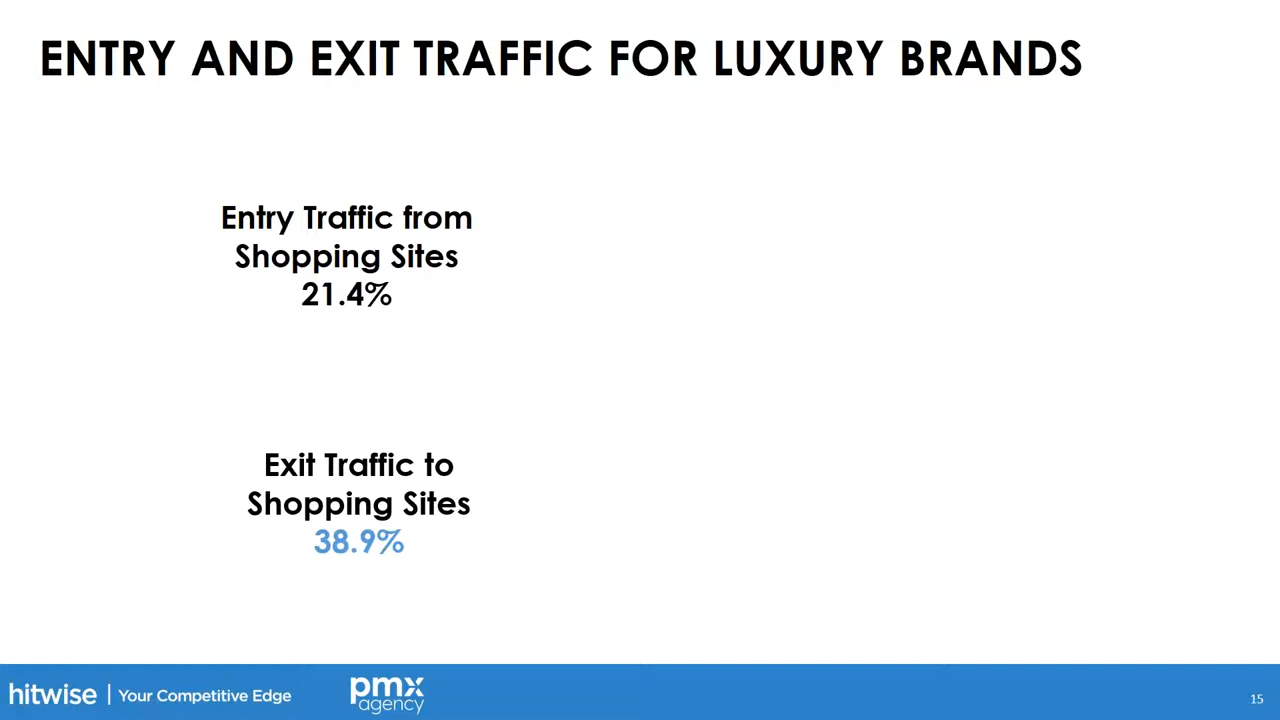 ENTRY AND EXIT TRAFFIC FOR LUXURY BRANDS
Entry Traffic from
Shopping Sites
21.4%
Exit Traffic to
Shopping Sites
38.9%
hitwise | Your Competitive Edge
pmx
agency
15